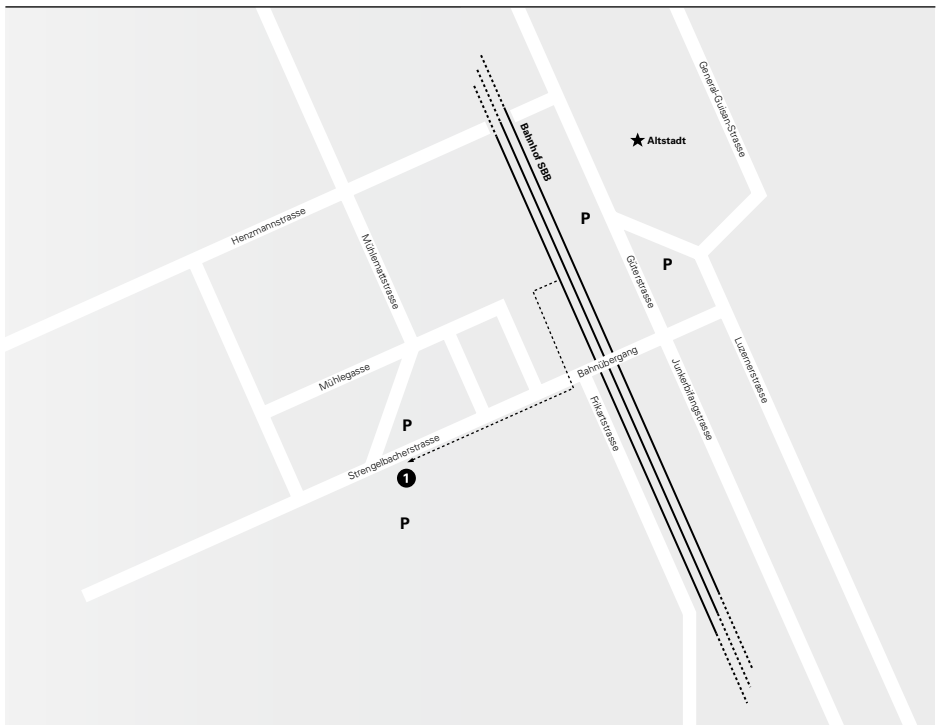 General-Guisan-Strasse
Bahnhof SBB
★ Altstadt
P
Henzmannstrasse
Mühlemattstrasse
P
Güterstrasse
Mühlegasse
Bahnübergang
Luzernerstrasse
Junkerbifangstrasse
Frikartstrasse
P
Strengelbacherstrasse
1
P